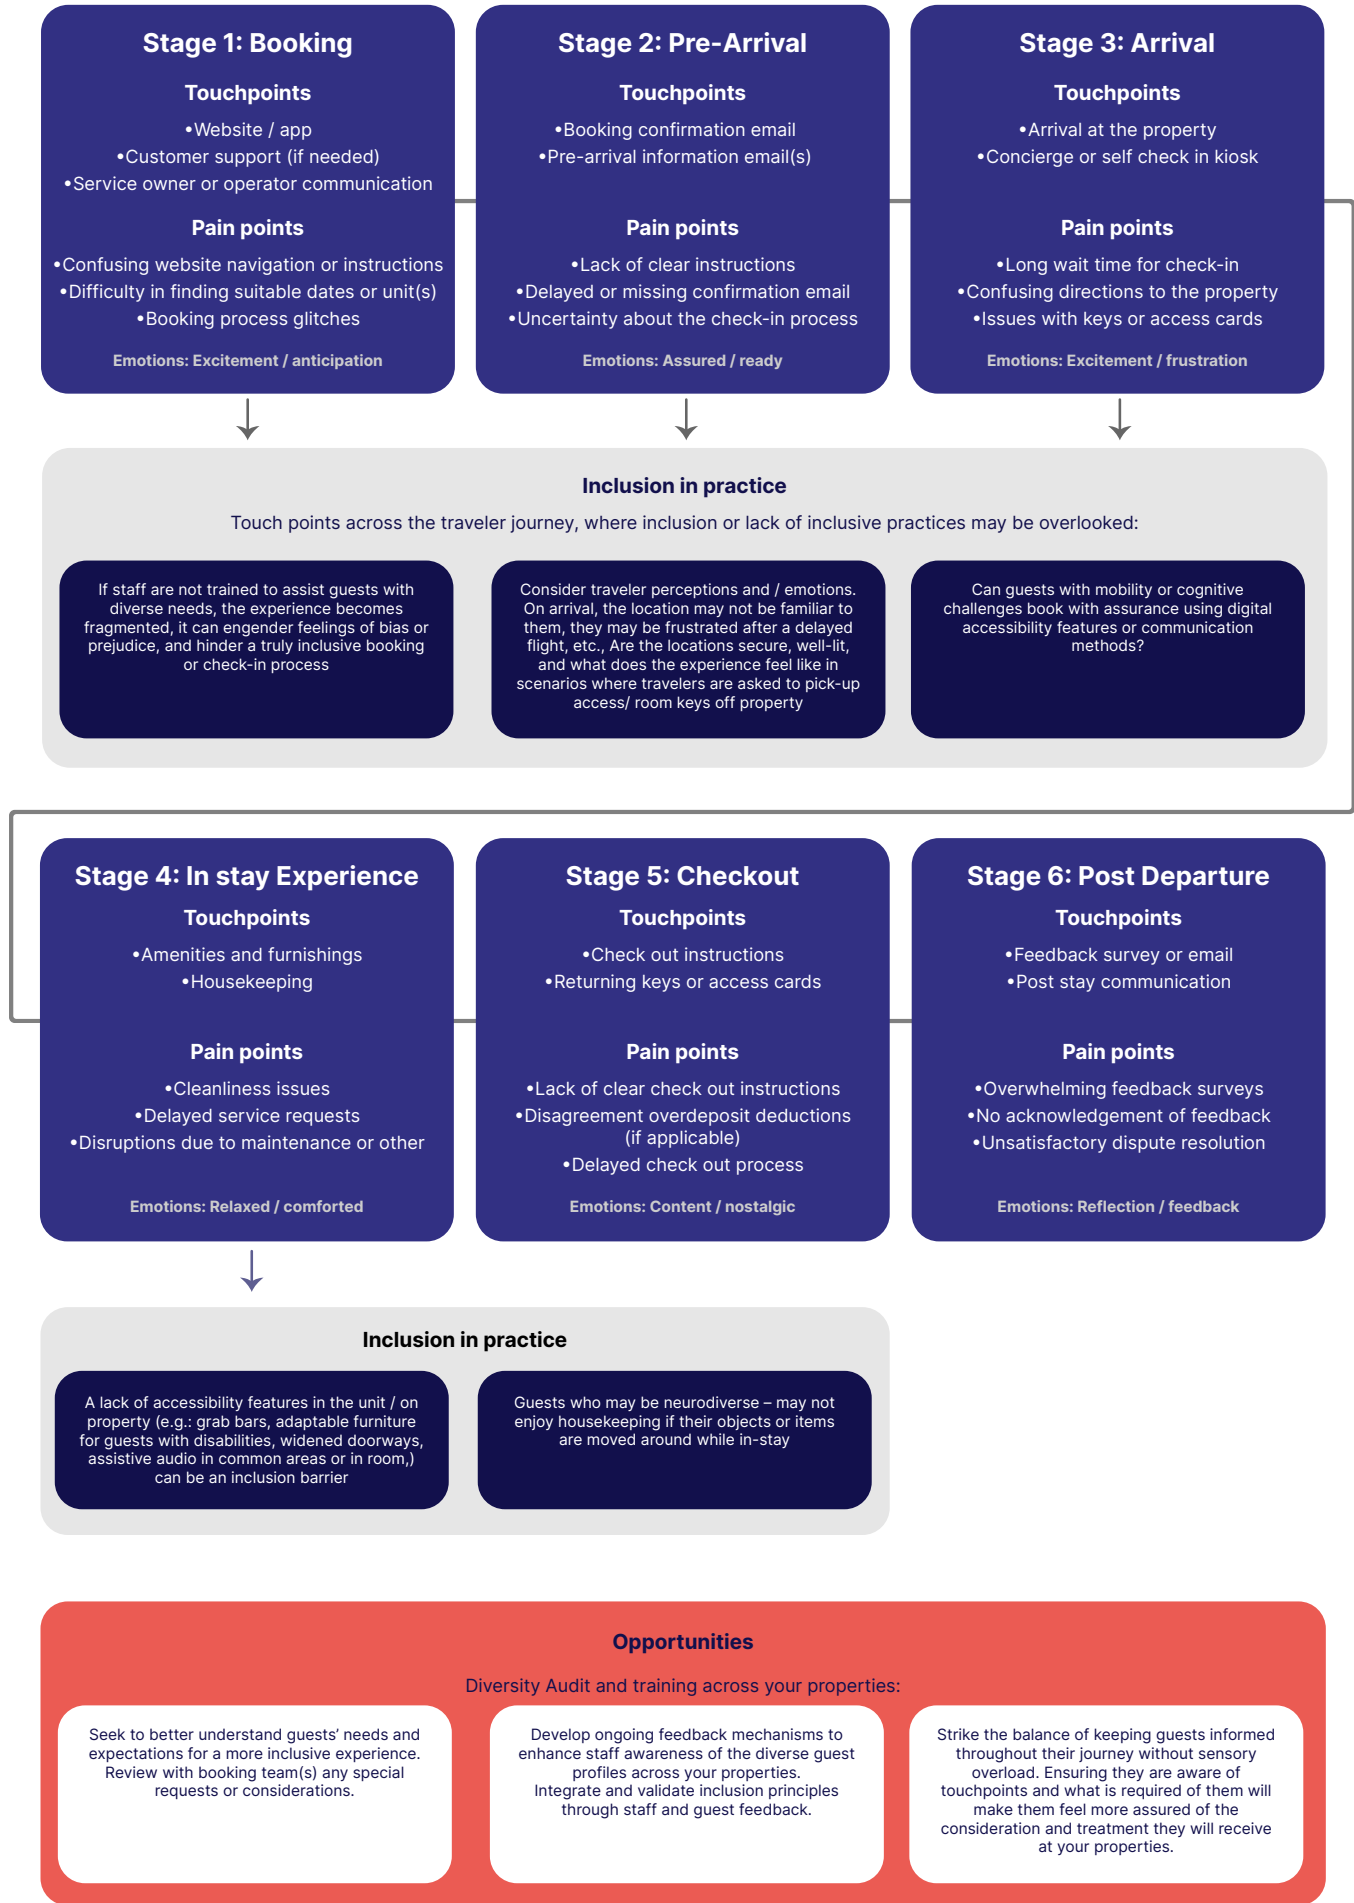 Stage 1: Booking
Touchpoints
•Website / app
•Customer support (if needed)
•Service owner or operator communication
Pain points
•Confusing website navigation or instructions
•Difficulty in finding suitable dates or unit(s)
•Booking process glitches
Emotions: Excitement / anticipation
Stage 2: Pre-Arrival
Touchpoints
•Booking confirmation email
•Pre-arrival information email(s)
Pain points
•Lack of clear instructions
•Delayed or missing confirmation email
•Uncertainty about the check-in process
Emotions: Assured / ready
Stage 3: Arrival
Touchpoints
•Arrival at the property
•Concierge or self check in kiosk
Pain points
•Long wait time for check-in
•Confusing directions to the property
•Issues with keys or access cards
Emotions: Excitement / frustration
Inclusion in practice
Touch points across the traveler journey, where inclusion or lack of inclusive practices may be overlooked:
If staff are not trained to assist guests with
diverse needs, the experience becomes
fragmented, it can engender feelings of bias or
prejudice, and hinder a truly inclusive booking
or check-in process
Consider traveler perceptions and / emotions.
On arrival, the location may not be familiar to
them, they may be frustrated after a delayed
flight, etc., Are the locations secure, well-lit,
and what does the experience feel like in
scenarios where travelers are asked to pick-up
access/ room keys off property
Can guests with mobility or cognitive
challenges book with assurance using digital
accessibility features or communication
methods?
Stage 4: In stay Experience
Touchpoints
•Amenities and furnishings
•Housekeeping
Pain points
•Cleanliness issues
•Delayed service requests
•Disruptions due to maintenance or other
Emotions: Relaxed / comforted
Stage 5: Checkout
Touchpoints
•Check out instructions
•Returning keys or access cards
Pain points
•Lack of clear check out instructions
•Disagreement overdeposit deductions
(if applicable)
•Delayed check out process
Emotions: Content / nostalgic
Stage 6: Post Departure
Touchpoints
•Feedback survey or email
•Post stay communication
Pain points
•Overwhelming feedback surveys
•No acknowledgement of feedback
•Unsatisfactory dispute resolution
Emotions: Reflection / feedback
Inclusion in practice
A lack of accessibility features in the unit / on
property (e.g.: grab bars, adaptable furniture
for guests with disabilities, widened doorways,
assistive audio in common areas or in room,)
can be an inclusion barrier
Guests who may be neurodiverse – may not
enjoy housekeeping if their objects or items
are moved around while in-stay
Opportunities
Diversity Audit and training across your properties:
Seek to better understand guests’ needs and
expectations for a more inclusive experience.
Review with booking team(s) any special
requests or considerations.
Develop ongoing feedback mechanisms to
enhance staff awareness of the diverse guest
profiles across your properties.
Integrate and validate inclusion principles
through staff and guest feedback.
Strike the balance of keeping guests informed
throughout their journey without sensory
overload. Ensuring they are aware of
touchpoints and what is required of them will
make them feel more assured of the
consideration and treatment they will receive
at your properties.